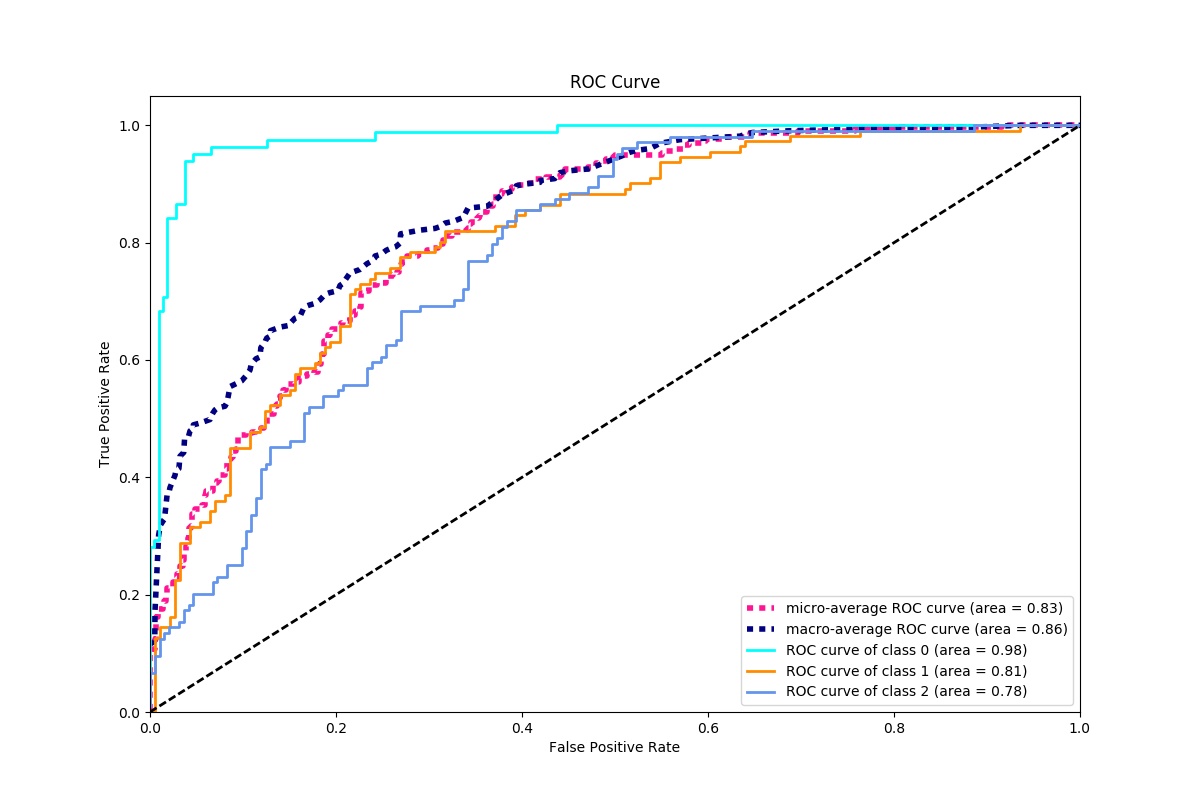 ROC Curve
1.0
0.8
0.6
0.4
0.2
0.0
True Positive Rate
0.0 0.2 0.4 0.6 0.8 1.0
False Positive Rate
micro-average ROC curve (area = 0.83)
macro-average ROC curve (area = 0.86)
ROC curve of class 0 (area = 0.98)
ROC curve of class 1 (area = 0.81)
ROC curve of class 2 (area = 0.78)